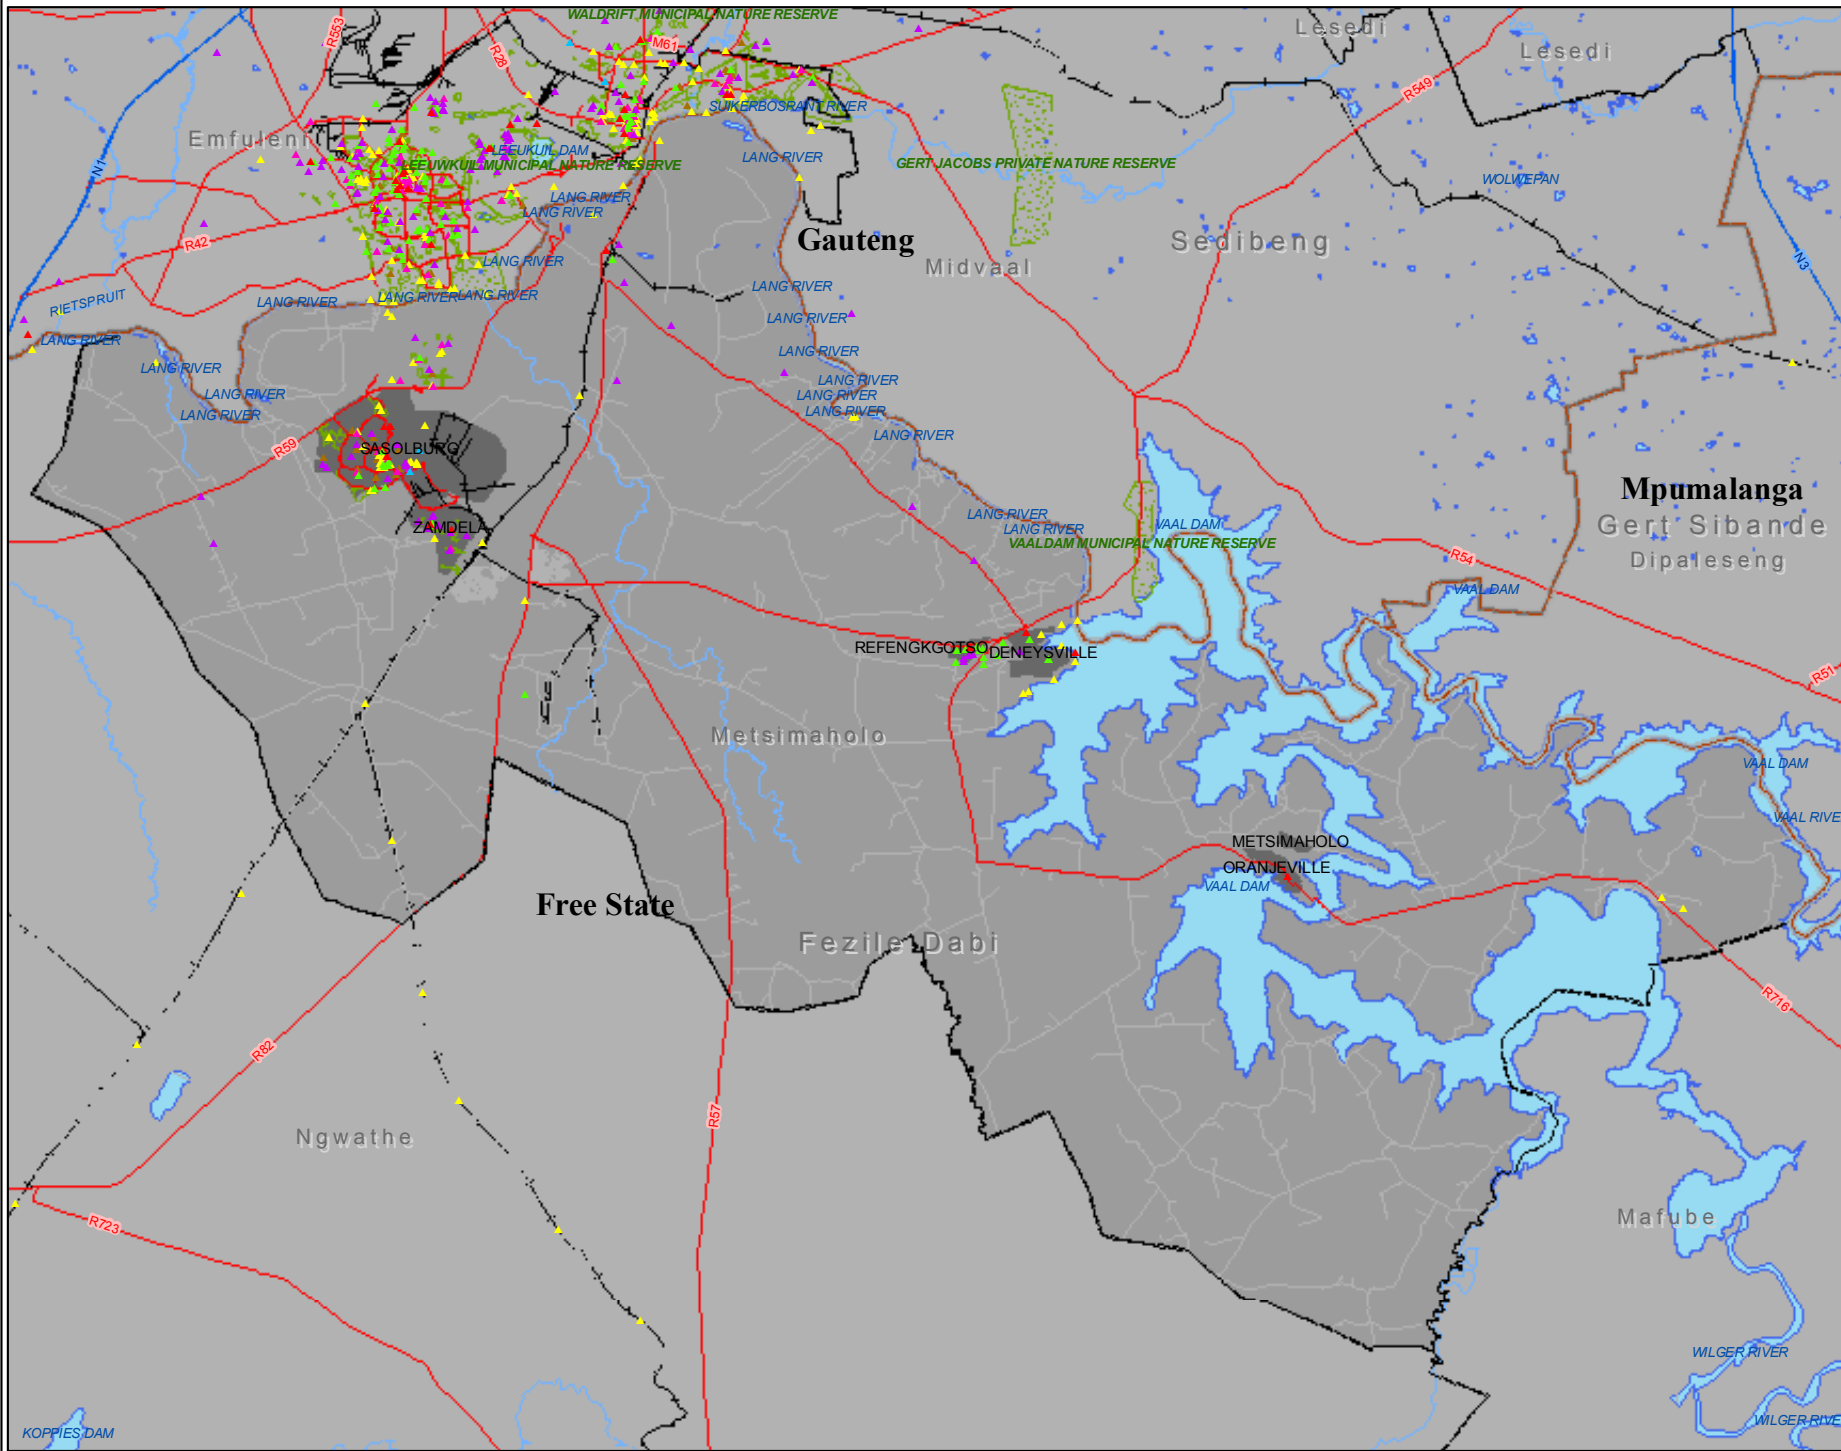 WALDRIFT MUNICIPAL NATURE RESERVE
R553
R28
M61
Lesedi
Lesedi
R549
SUIKERBOSRANT RIVER
Emfuleni
LEEUKUIL DAM
LEEUWKUIL MUNICIPAL NATURE RESERVE
LANG RIVER
GERT JACOBS PRIVATE NATURE RESERVE
N1
WOLWEPAN
LANG RIVER
LANG RIVER
R42
Gauteng
Sedibeng
N3
LANG RIVER
Midvaal
RIETSPRUIT
LANG RIVER
LANG RIVER
LANG RIVER
LANG RIVER
LANG RIVER
LANG RIVER
LANG RIVER
LANG RIVER
LANG RIVER
LANG RIVER
LANG RIVER
LANG RIVER
LANG RIVER
LANG RIVER
R59
SASOLBURG
Mpumalanga
ZAMDELA
LANG RIVER
LANG RIVER
VAAL DAM
Gert Sibande
VAALDAM MUNICIPAL NATURE RESERVE
R54
Dipaleseng
VAAL DAM
REFENGKGOTSO
DENEYSVILLE
R51
Metsimaholo
VAAL DAM
VAAL RIVE
METSIMAHOLO
ORANJEVILLE
VAAL DAM
Free State
Fezile Dabi
R716
R82
R57
Ngwathe
R723
Mafube
WILGER RIVER
WILGER RIVE
KOPPIES DAM